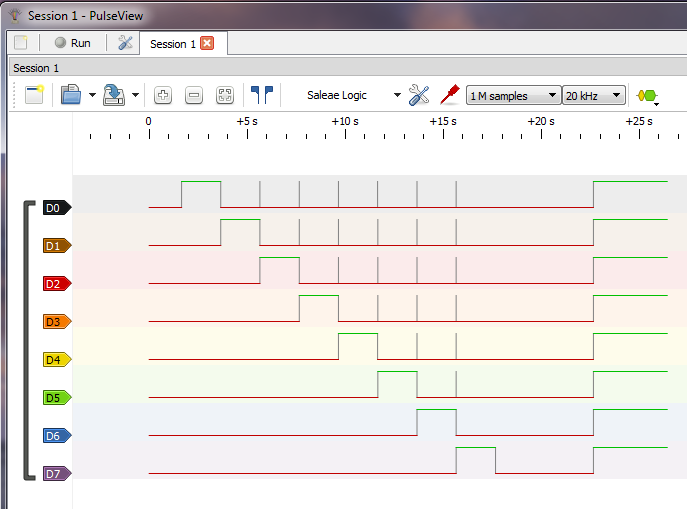 Session 1 - PulseView
Run Session 1
Session 1
Saleae Logic 1 M samples 20 kHz
0 +5 s +10 s +15 s +20 s +25 s
D0
D1
D2
D3
D4
D5
D6
D7